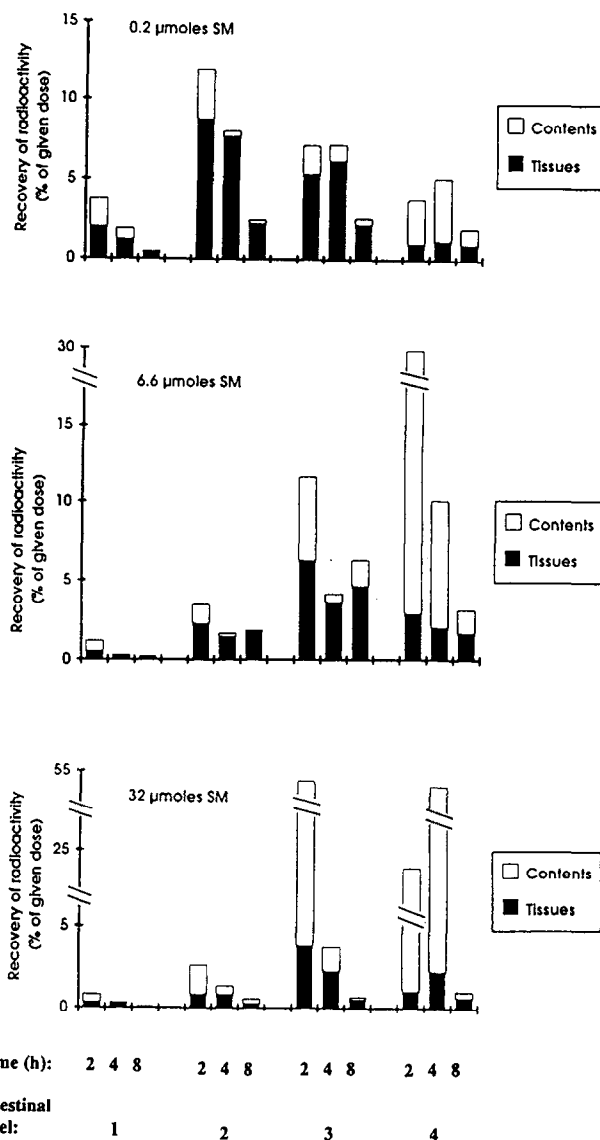 15
0.2 µmoles SM
10
5
0
Recovery of radioactivity
(% of given dose)
Contents
Tissues
30
6.6 µmoles SM
15
10
5
0
Recovery of radioactivity
(% of given dose)
Contents
Tissues
55
32 µmoles SM
25
5
0
Recovery of radioactivity
(% of given dose)
Contents
Tissues
me (h): 2 4 8 2 4 8 2 4 8 2 4 8
estinal
el: 1 2 3 4